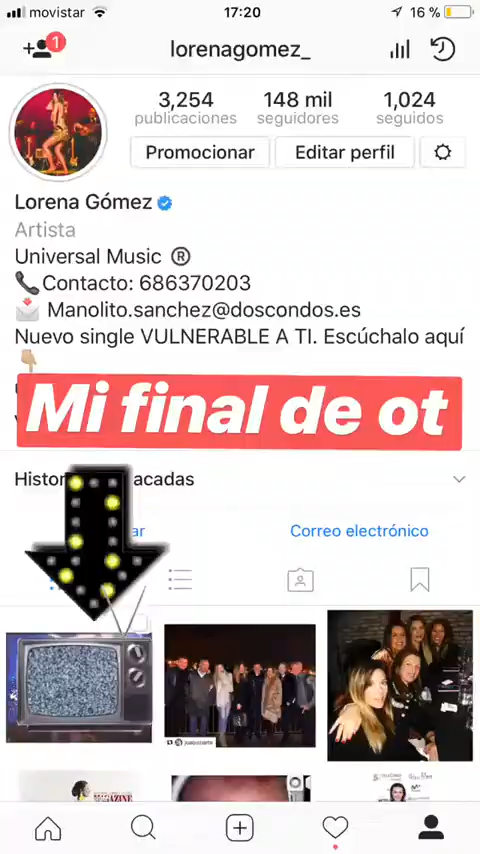 movistar 17:20 16 %
1
lorenagomez_
3,254 148 mil 1,024
publicaciones seguidores seguidos
Promocionar Editar perfil
Lorena Gómez
Artista
Universal Music ®
📞Contacto: 686370203
📩 Manolito.sanchez@doscondos.es
Nuevo single VULNERABLE A TI. Escúchalo aquí
👇🏼
Mi final de ot
Correo electrónico